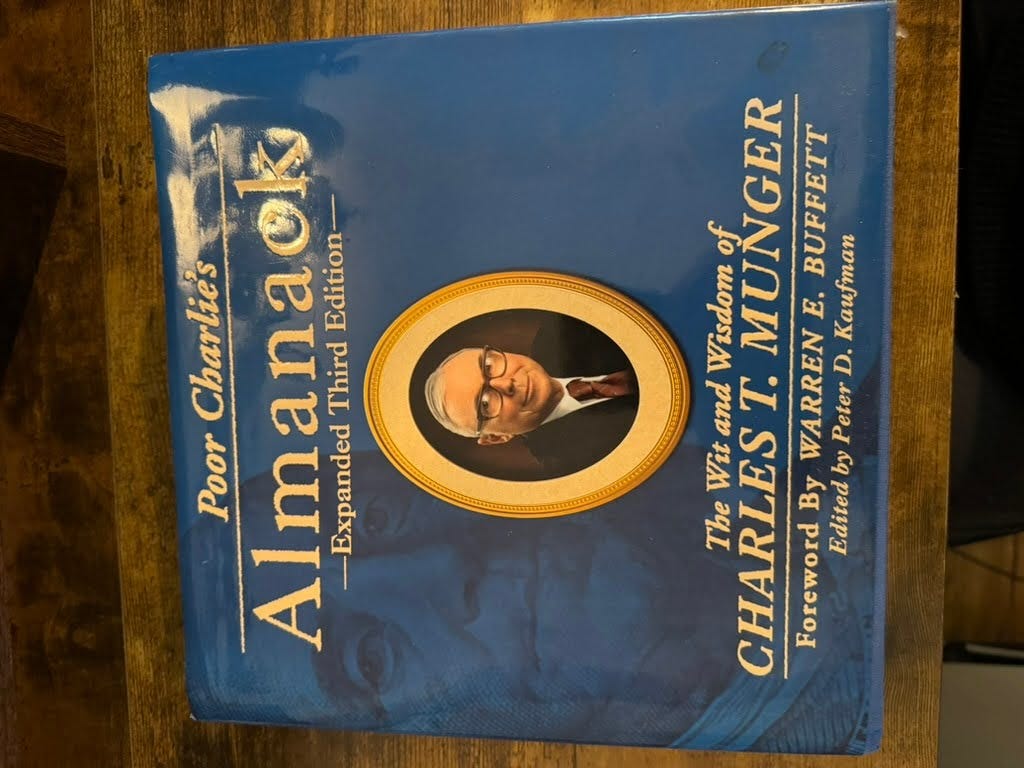 Poor Charlie's
Almanack
Expanded Third Edition
The Wit and Wisdom of
CHARLES T. MUNGER
Foreword By WARREN E. BUFFETT
Edited by Peter D. Kaufman